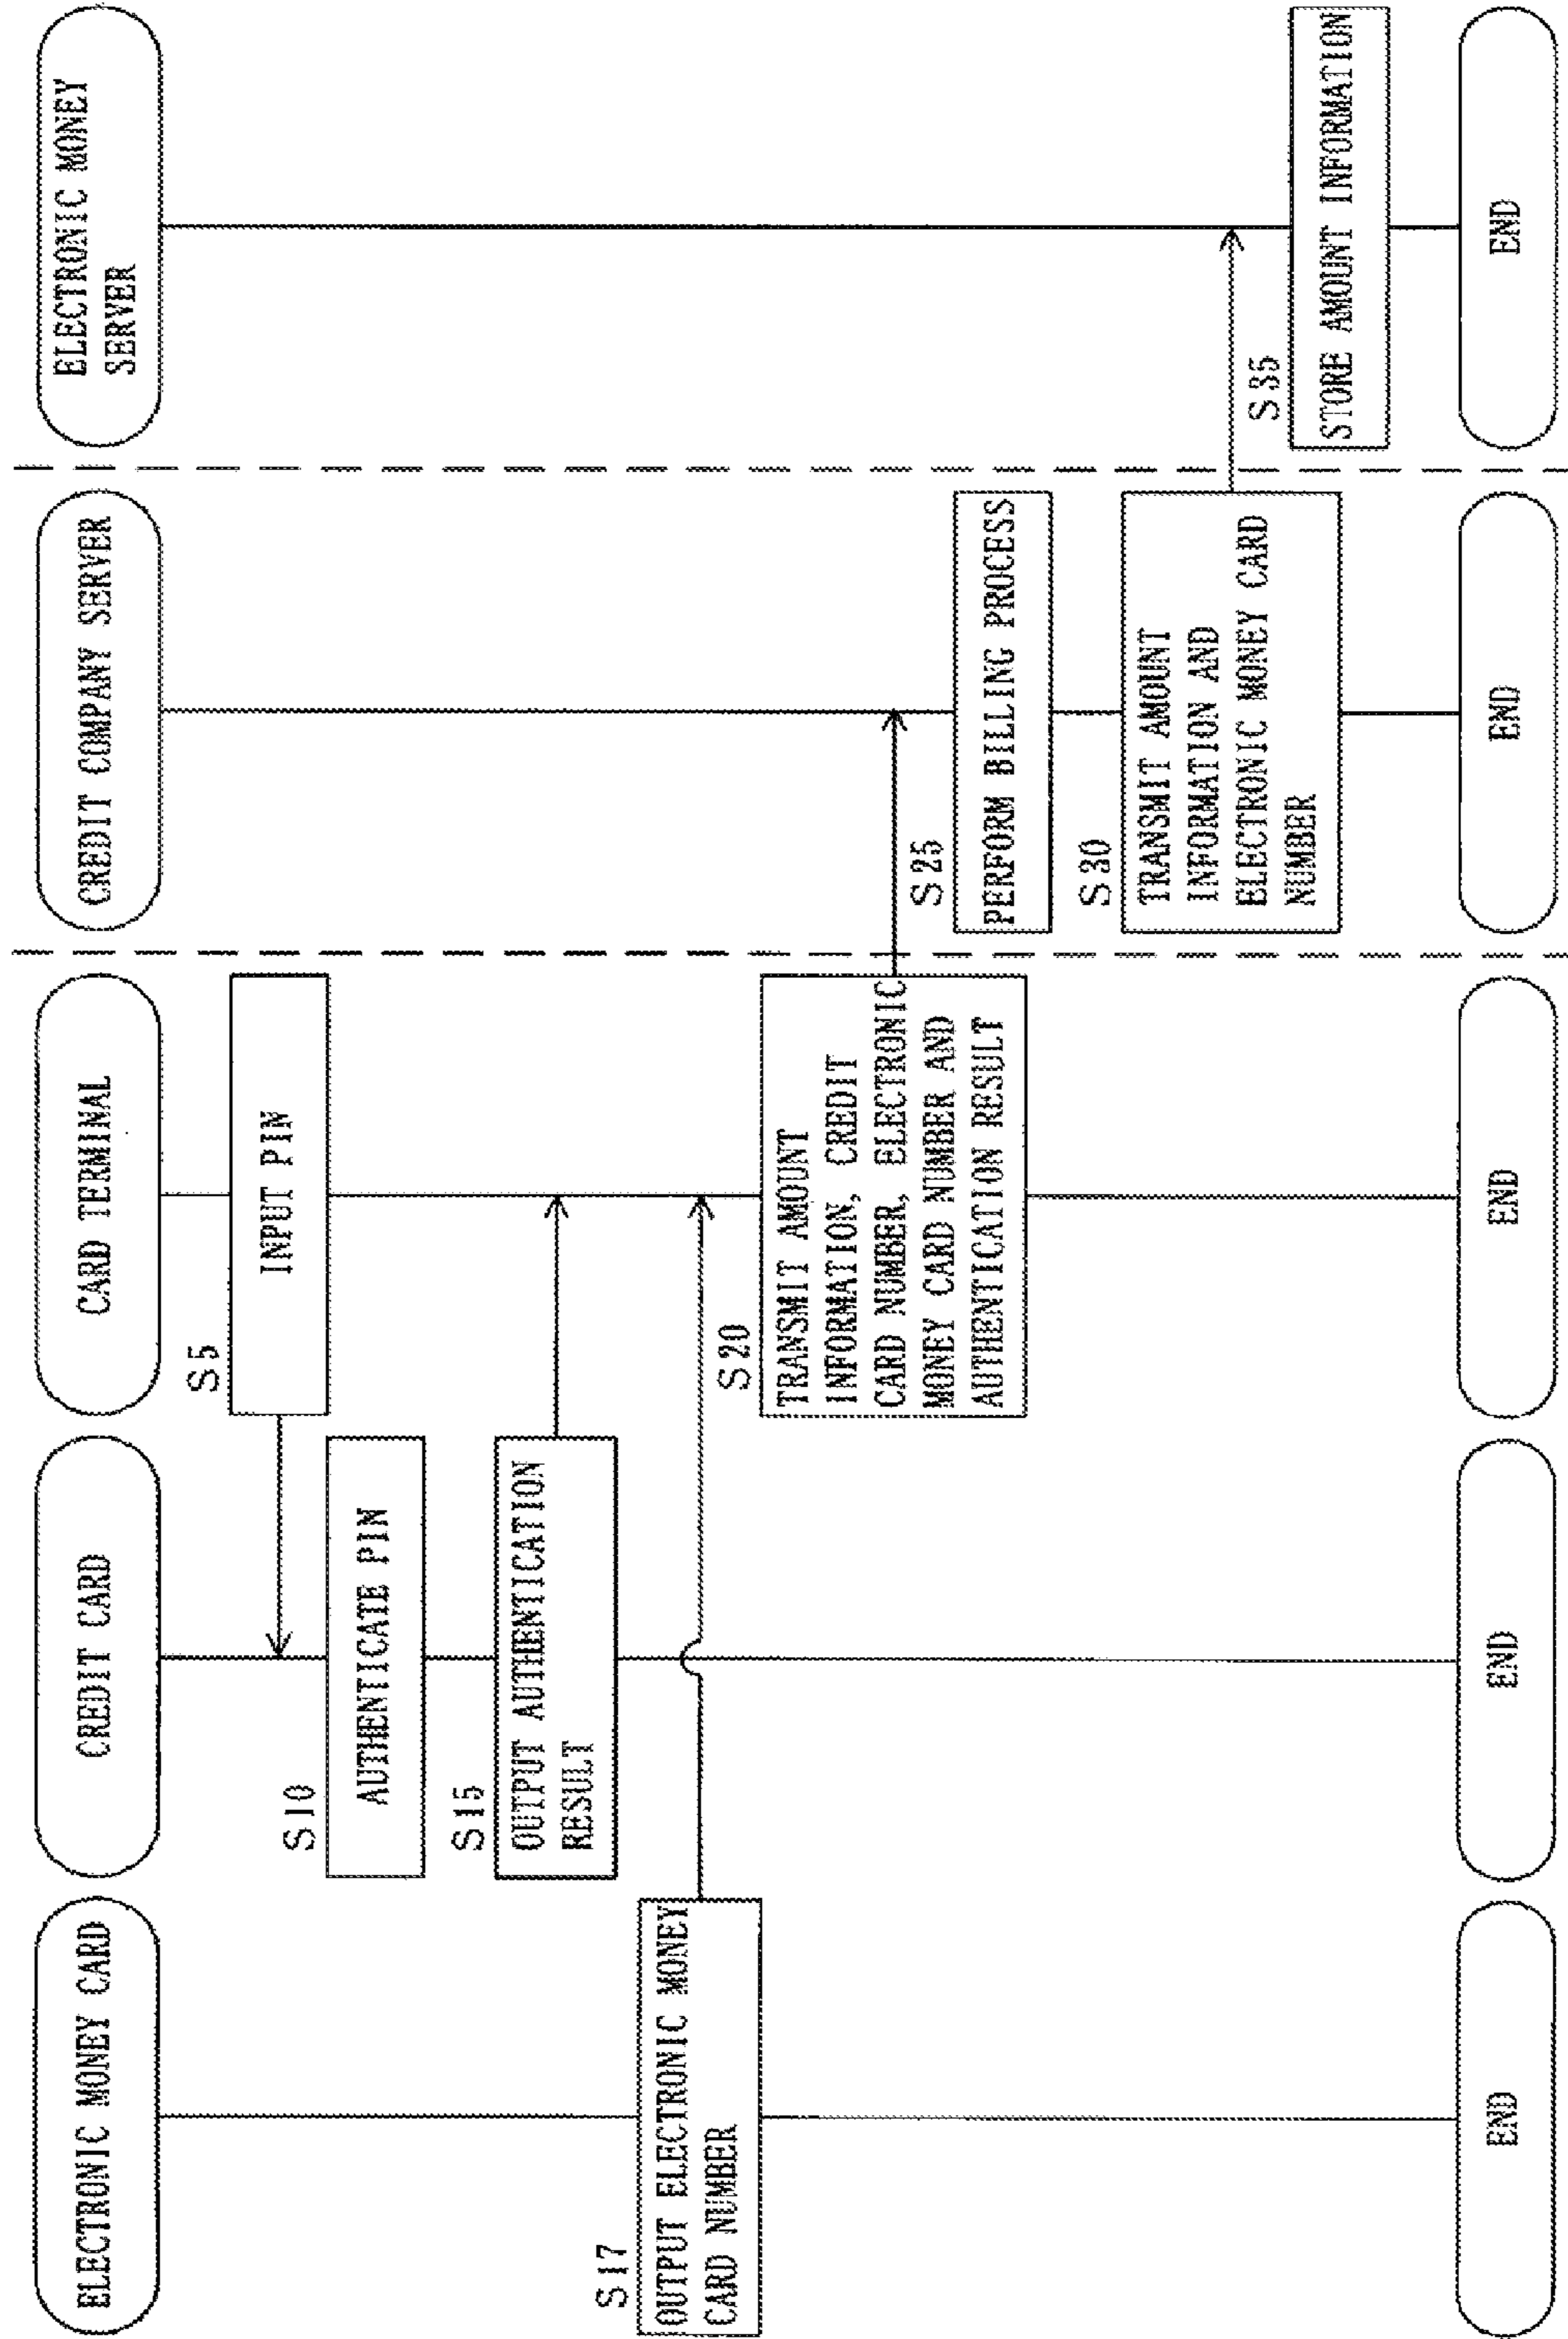 ELECTRONIC MONEY CARD
CREDIT CARD
CARD TERMINAL
CREDIT COMPANY SERVER
ELECTRONIC MONEY
SERVER
S5
INPUT PIN
S10
AUTHENTICATE PIN
S15
OUTPUT AUTHENTICATION
RESULT
S17
OUTPUT ELECTRONIC MONEY
CARD NUMBER
S20
TRANSMIT AMOUNT
INFORMATION, CREDIT
CARD NUMBER, ELECTRONIC
MONEY CARD NUMBER AND
AUTHENTICATION RESULT
S25
PERFORM BILLING PROCESS
S30
TRANSMIT AMOUNT
INFORMATION AND
ELECTRONIC MONEY CARD
NUMBER
S35
STORE AMOUNT INFORMATION
END
END
END
END
END